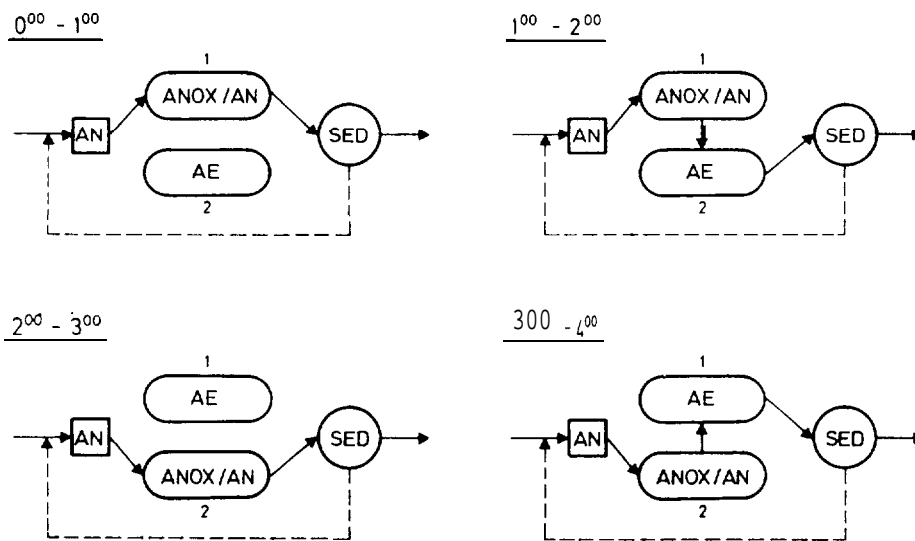 0⁰⁰ - 1⁰⁰
1
ANOX/AN
AN
SED
AE
2
1⁰⁰ - 2⁰⁰
1
ANOX/AN
AN
SED
AE
2
2⁰⁰ - 3⁰⁰
1
AE
AN
SED
ANOX/AN
2
300 - 4⁰⁰
1
AE
AN
SED
ANOX/AN
2